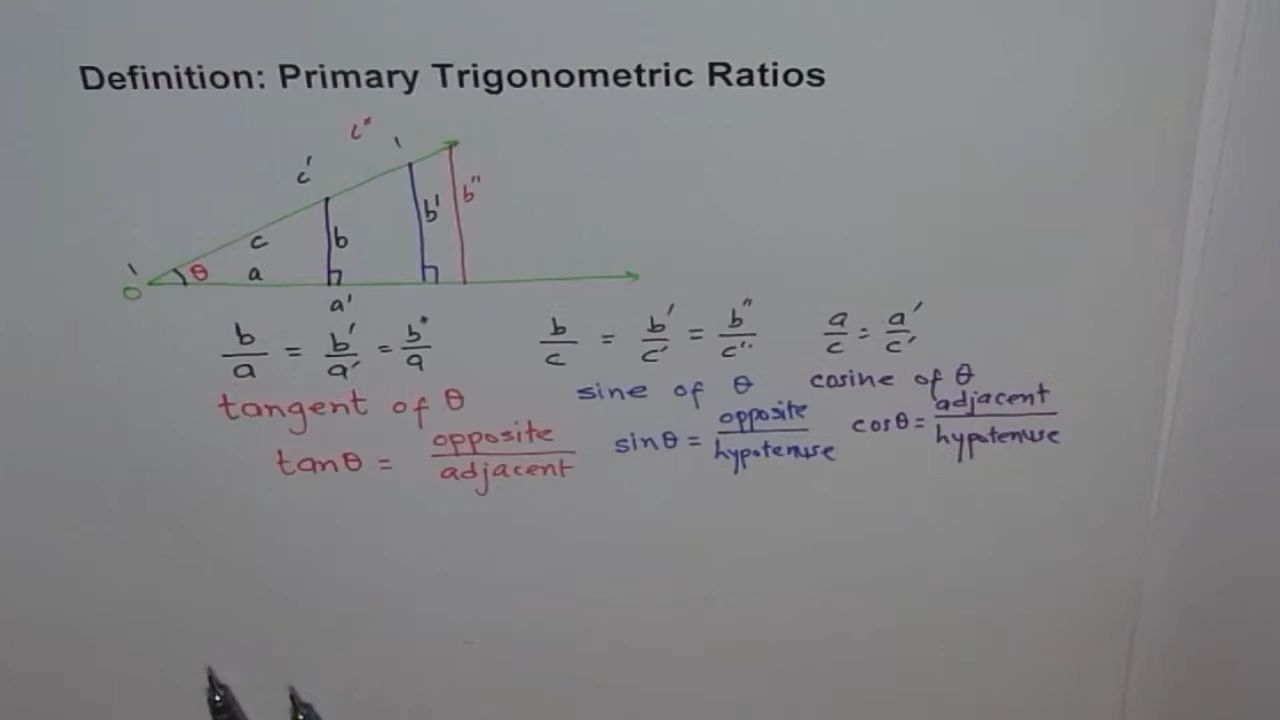 Definition: Primary Trigonometric Ratios
c"
c'
b"
b'
c
b
θ
a
O
a'
b/a = b'/a' = b"/a
b/c = b'/c' = b"/c"
a/c = a'/c'
tangent of θ
sine of θ
cosine of θ
tanθ = opposite/adjacent
sinθ = opposite/hypotenuse
cosθ = adjacent/hypotenuse